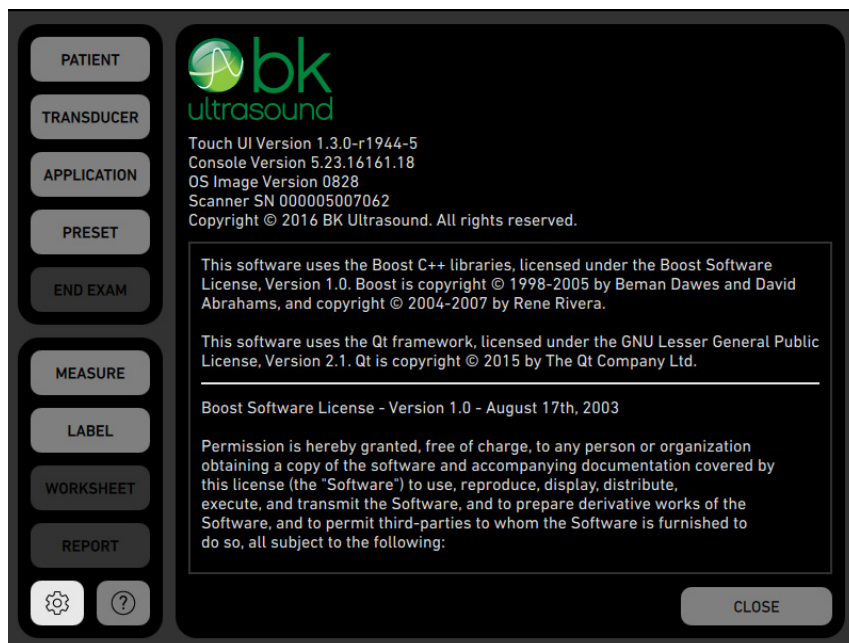 PATIENT
TRANSDUCER
APPLICATION
PRESET
END EXAM
MEASURE
LABEL
WORKSHEET
REPORT
?
bk
ultrasound
Touch UI Version 1.3.0-r1944-5
Console Version 5.23.16161.18
OS Image Version 0828
Scanner SN 000005007062
Copyright © 2016 BK Ultrasound. All rights reserved.
This software uses the Boost C++ libraries, licensed under the Boost Software
License, Version 1.0. Boost is copyright © 1998-2005 by Beman Dawes and David
Abrahams, and copyright © 2004-2007 by Rene Rivera.
This software uses the Qt framework, licensed under the GNU Lesser General Public
License, Version 2.1. Qt is copyright © 2015 by The Qt Company Ltd.
Boost Software License - Version 1.0 - August 17th, 2003
Permission is hereby granted, free of charge, to any person or organization
obtaining a copy of the software and accompanying documentation covered by
this license (the "Software") to use, reproduce, display, distribute,
execute, and transmit the Software, and to prepare derivative works of the
Software, and to permit third-parties to whom the Software is furnished to
do so, all subject to the following:
CLOSE